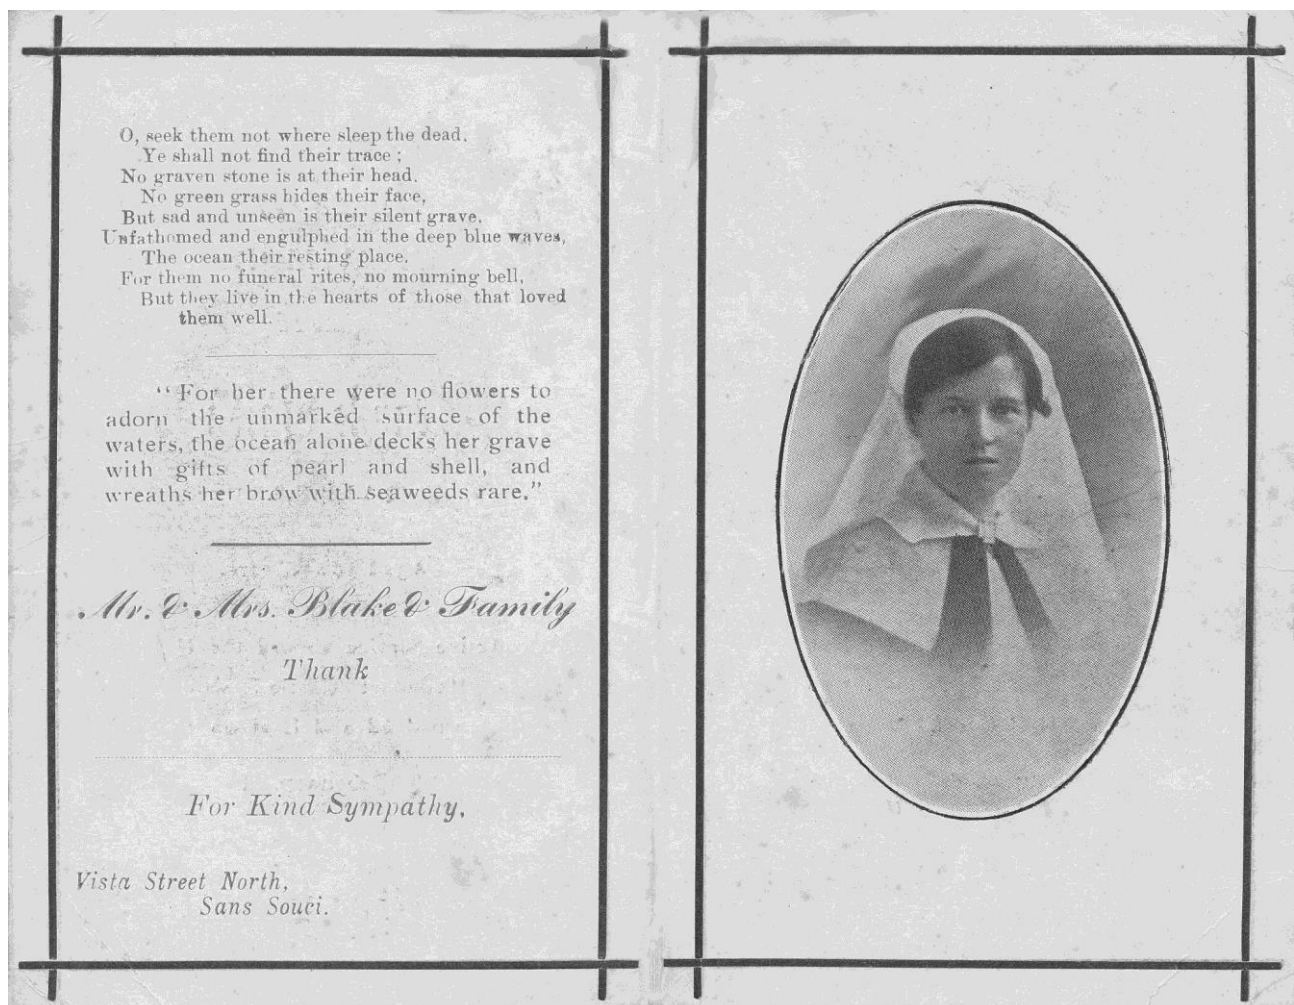 O, seek them not where sleep the dead.
Ye shall not find their trace ;
No graven stone is at their head.
No green grass hides their face,
But sad and unseen is their silent grave.
Unfathomed and engulphed in the deep blue waves,
The ocean their resting place.
For them no funeral rites, no mourning bell,
But they live in the hearts of those that loved
them well.
“For her there were no flowers to
adorn the unmarked surface of the
waters, the ocean alone decks her grave
with gifts of pearl and shell, and
wreaths her brow with seaweeds rare.”
Mr. & Mrs. Blake & Family
Thank
For Kind Sympathy.
Vista Street North,
Sans Souci.